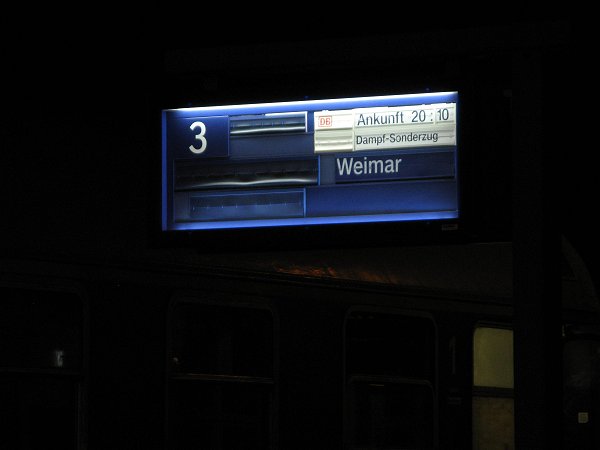 3
DB Ankunft 20:10
Dampf-Sonderzug
Weimar